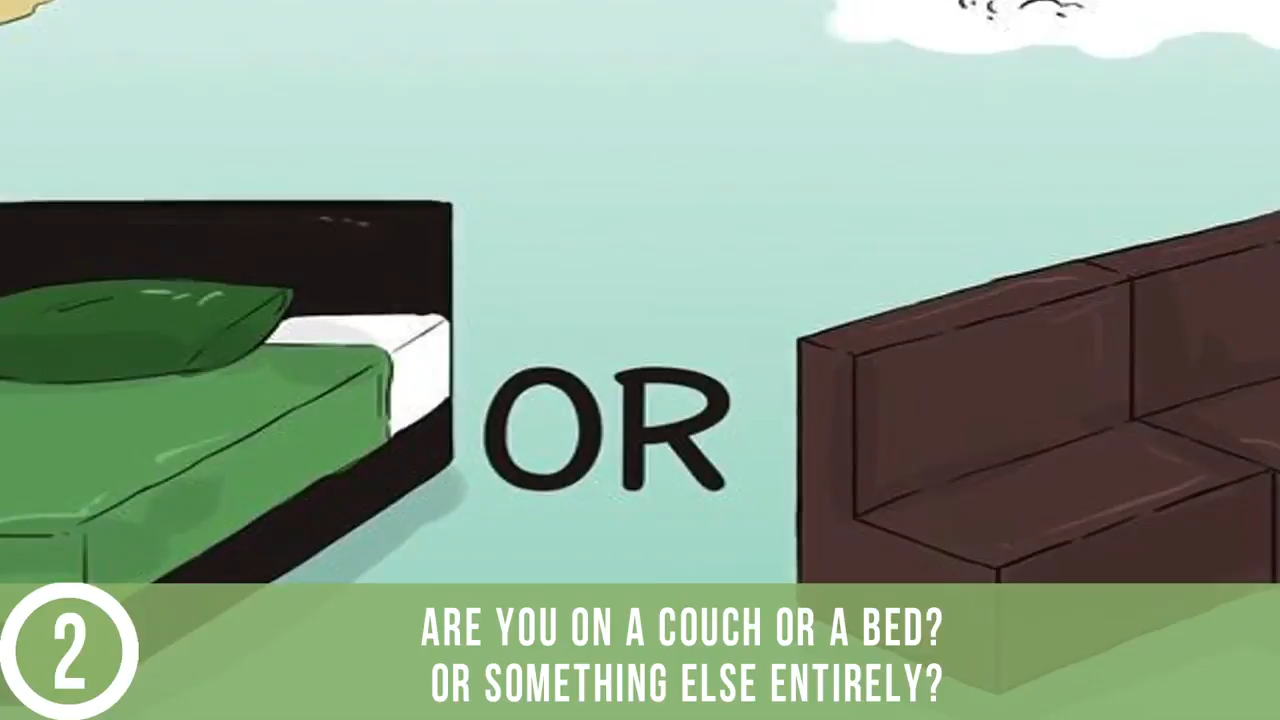 OR
2
ARE YOU ON A COUCH OR A BED?
OR SOMETHING ELSE ENTIRELY?